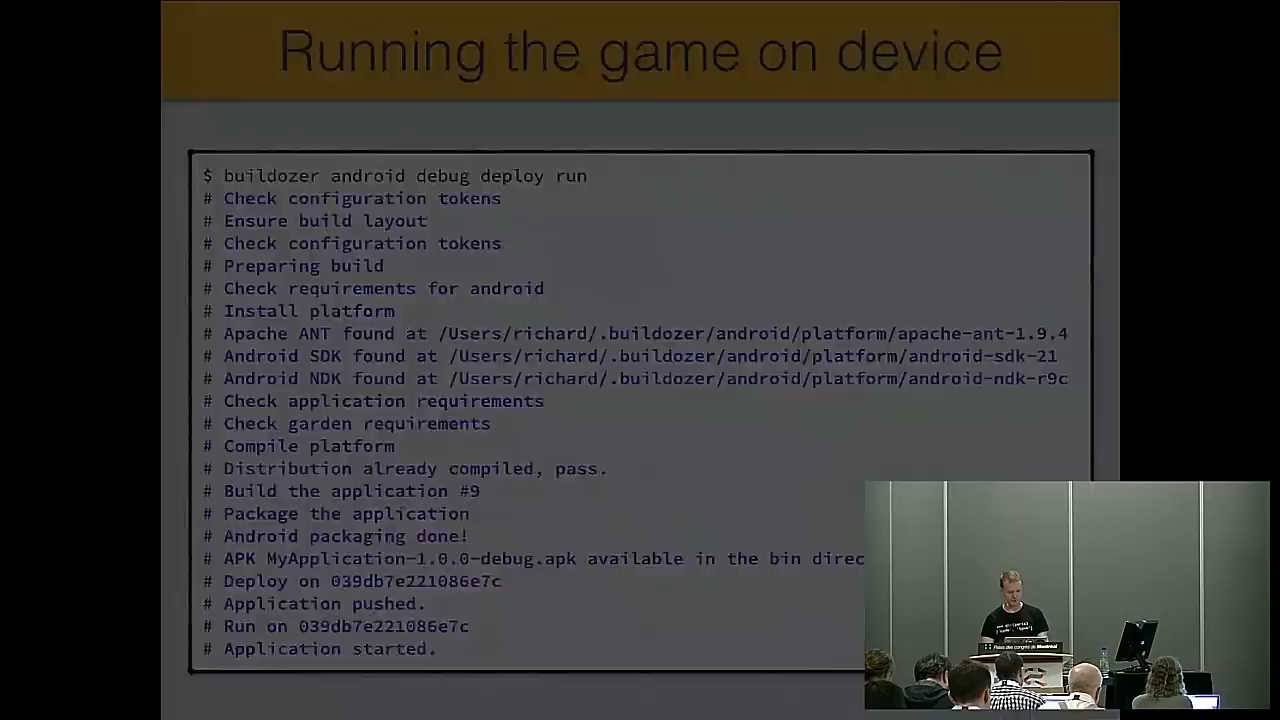 Running the game on device
$ buildozer android debug deploy run
# Check configuration tokens
# Ensure build layout
# Check configuration tokens
# Preparing build
# Check requirements for android
# Install platform
# Apache ANT found at /Users/richard/.buildozer/android/platform/apache-ant-1.9.4
# Android SDK found at /Users/richard/.buildozer/android/platform/android-sdk-21
# Android NDK found at /Users/richard/.buildozer/android/platform/android-ndk-r9c
# Check application requirements
# Check garden requirements
# Compile platform
# Distribution already compiled, pass.
# Build the application #9
# Package the application
# Android packaging done!
# APK MyApplication-1.0.0-debug.apk available in the bin direc
# Deploy on 039db7e221086e7c
# Application pushed.
# Run on 039db7e221086e7c
# Application started.
Palais des congrès de Montréal